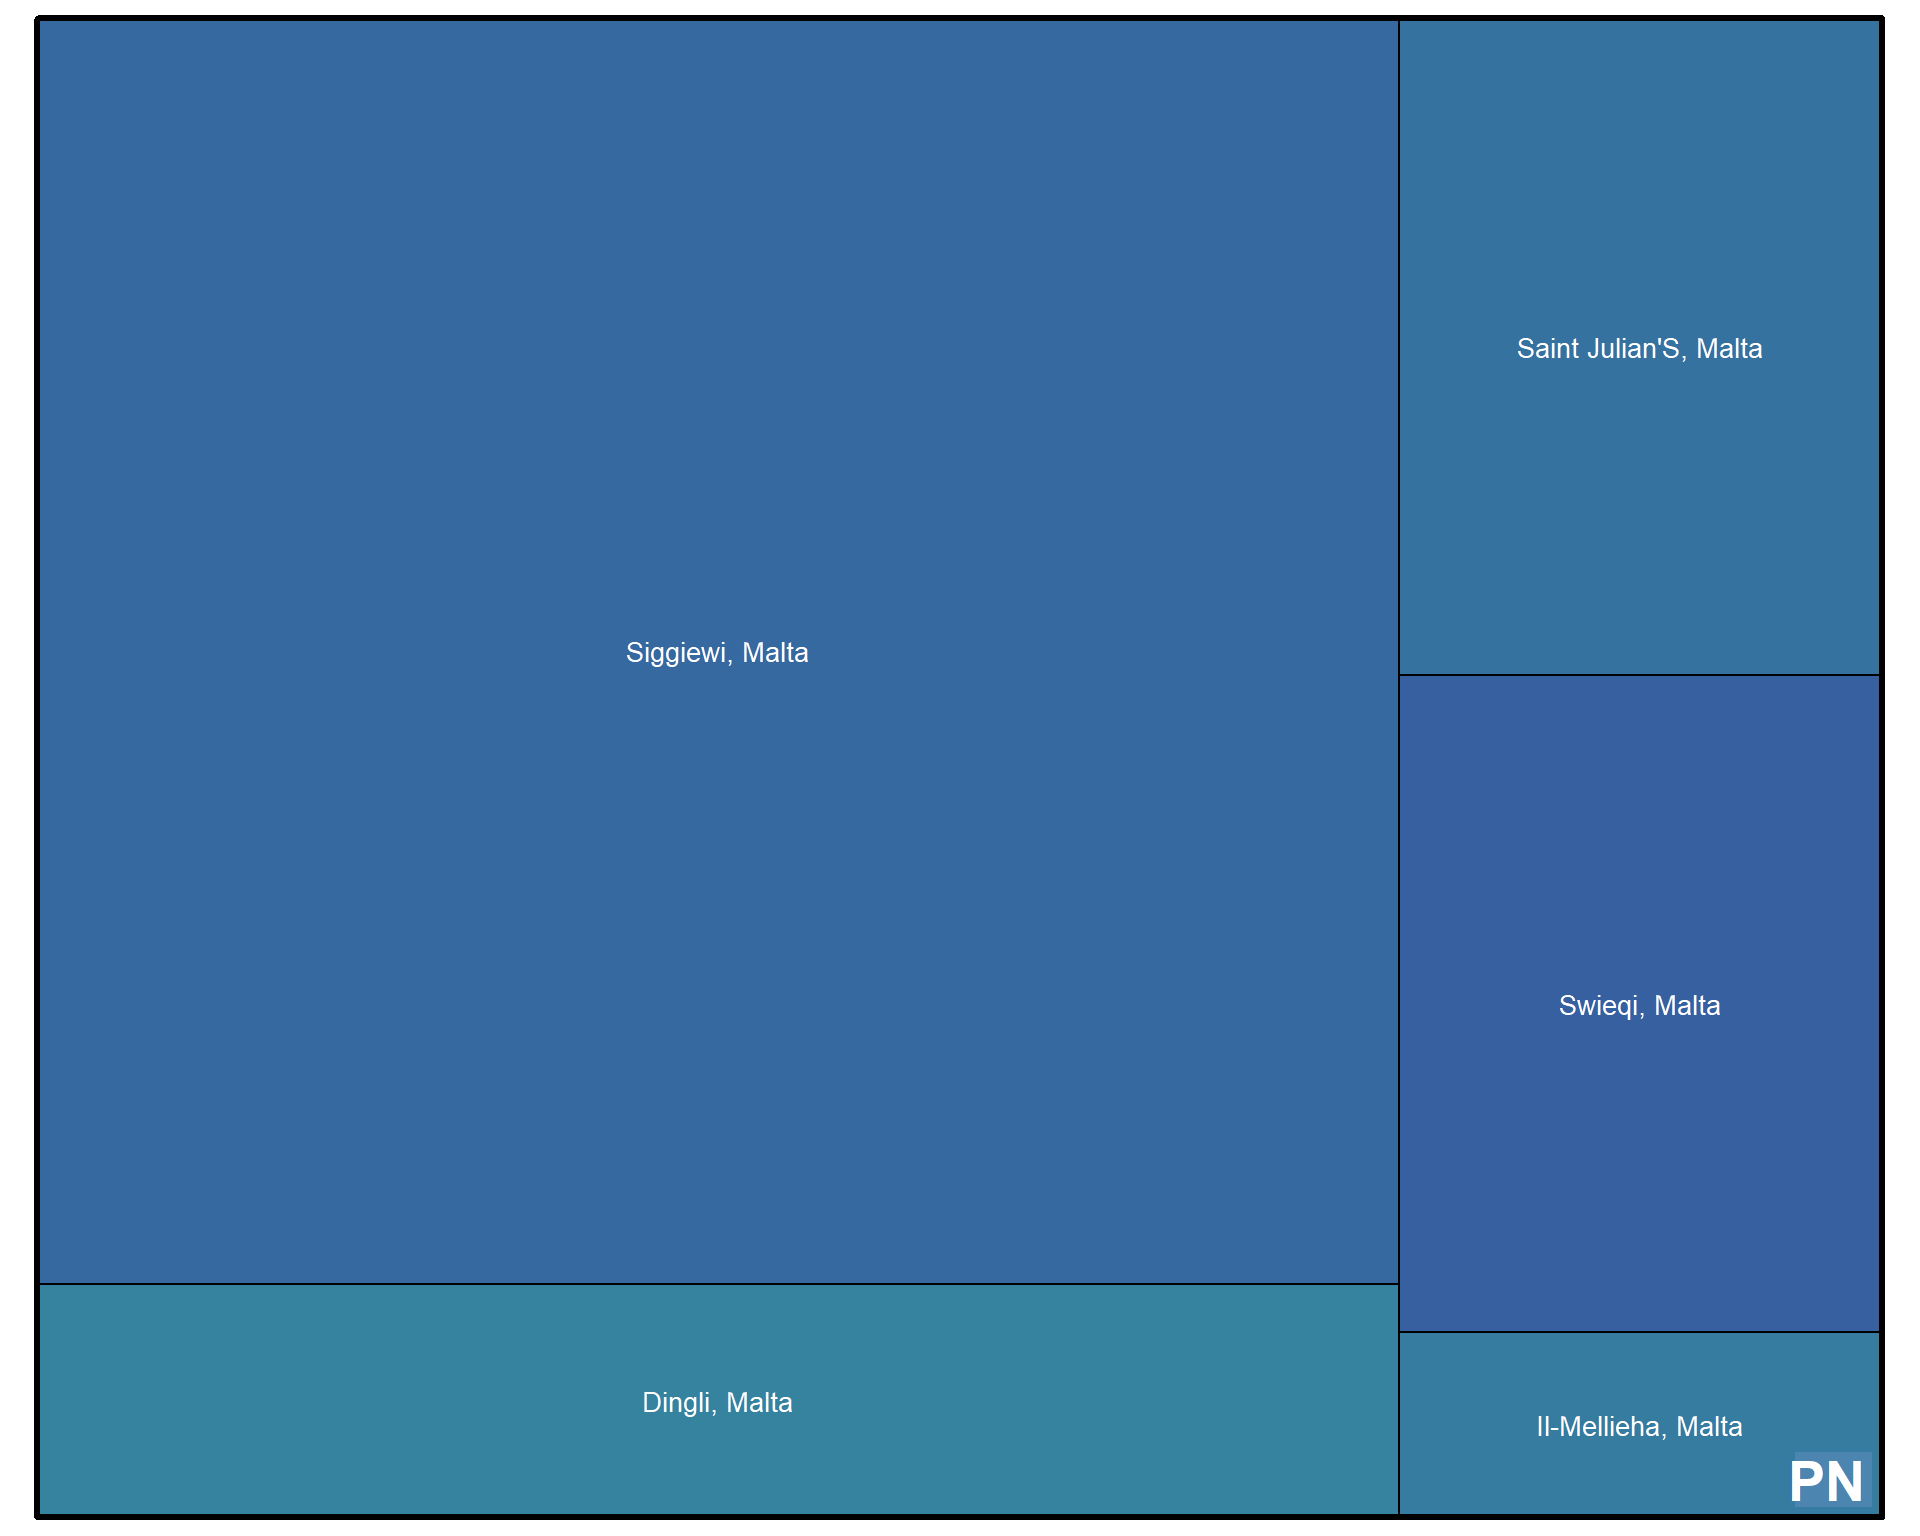 Siggiewi, Malta
Dingli, Malta
Saint Julian'S, Malta
Swieqi, Malta
Il-Mellieha, Malta
PN